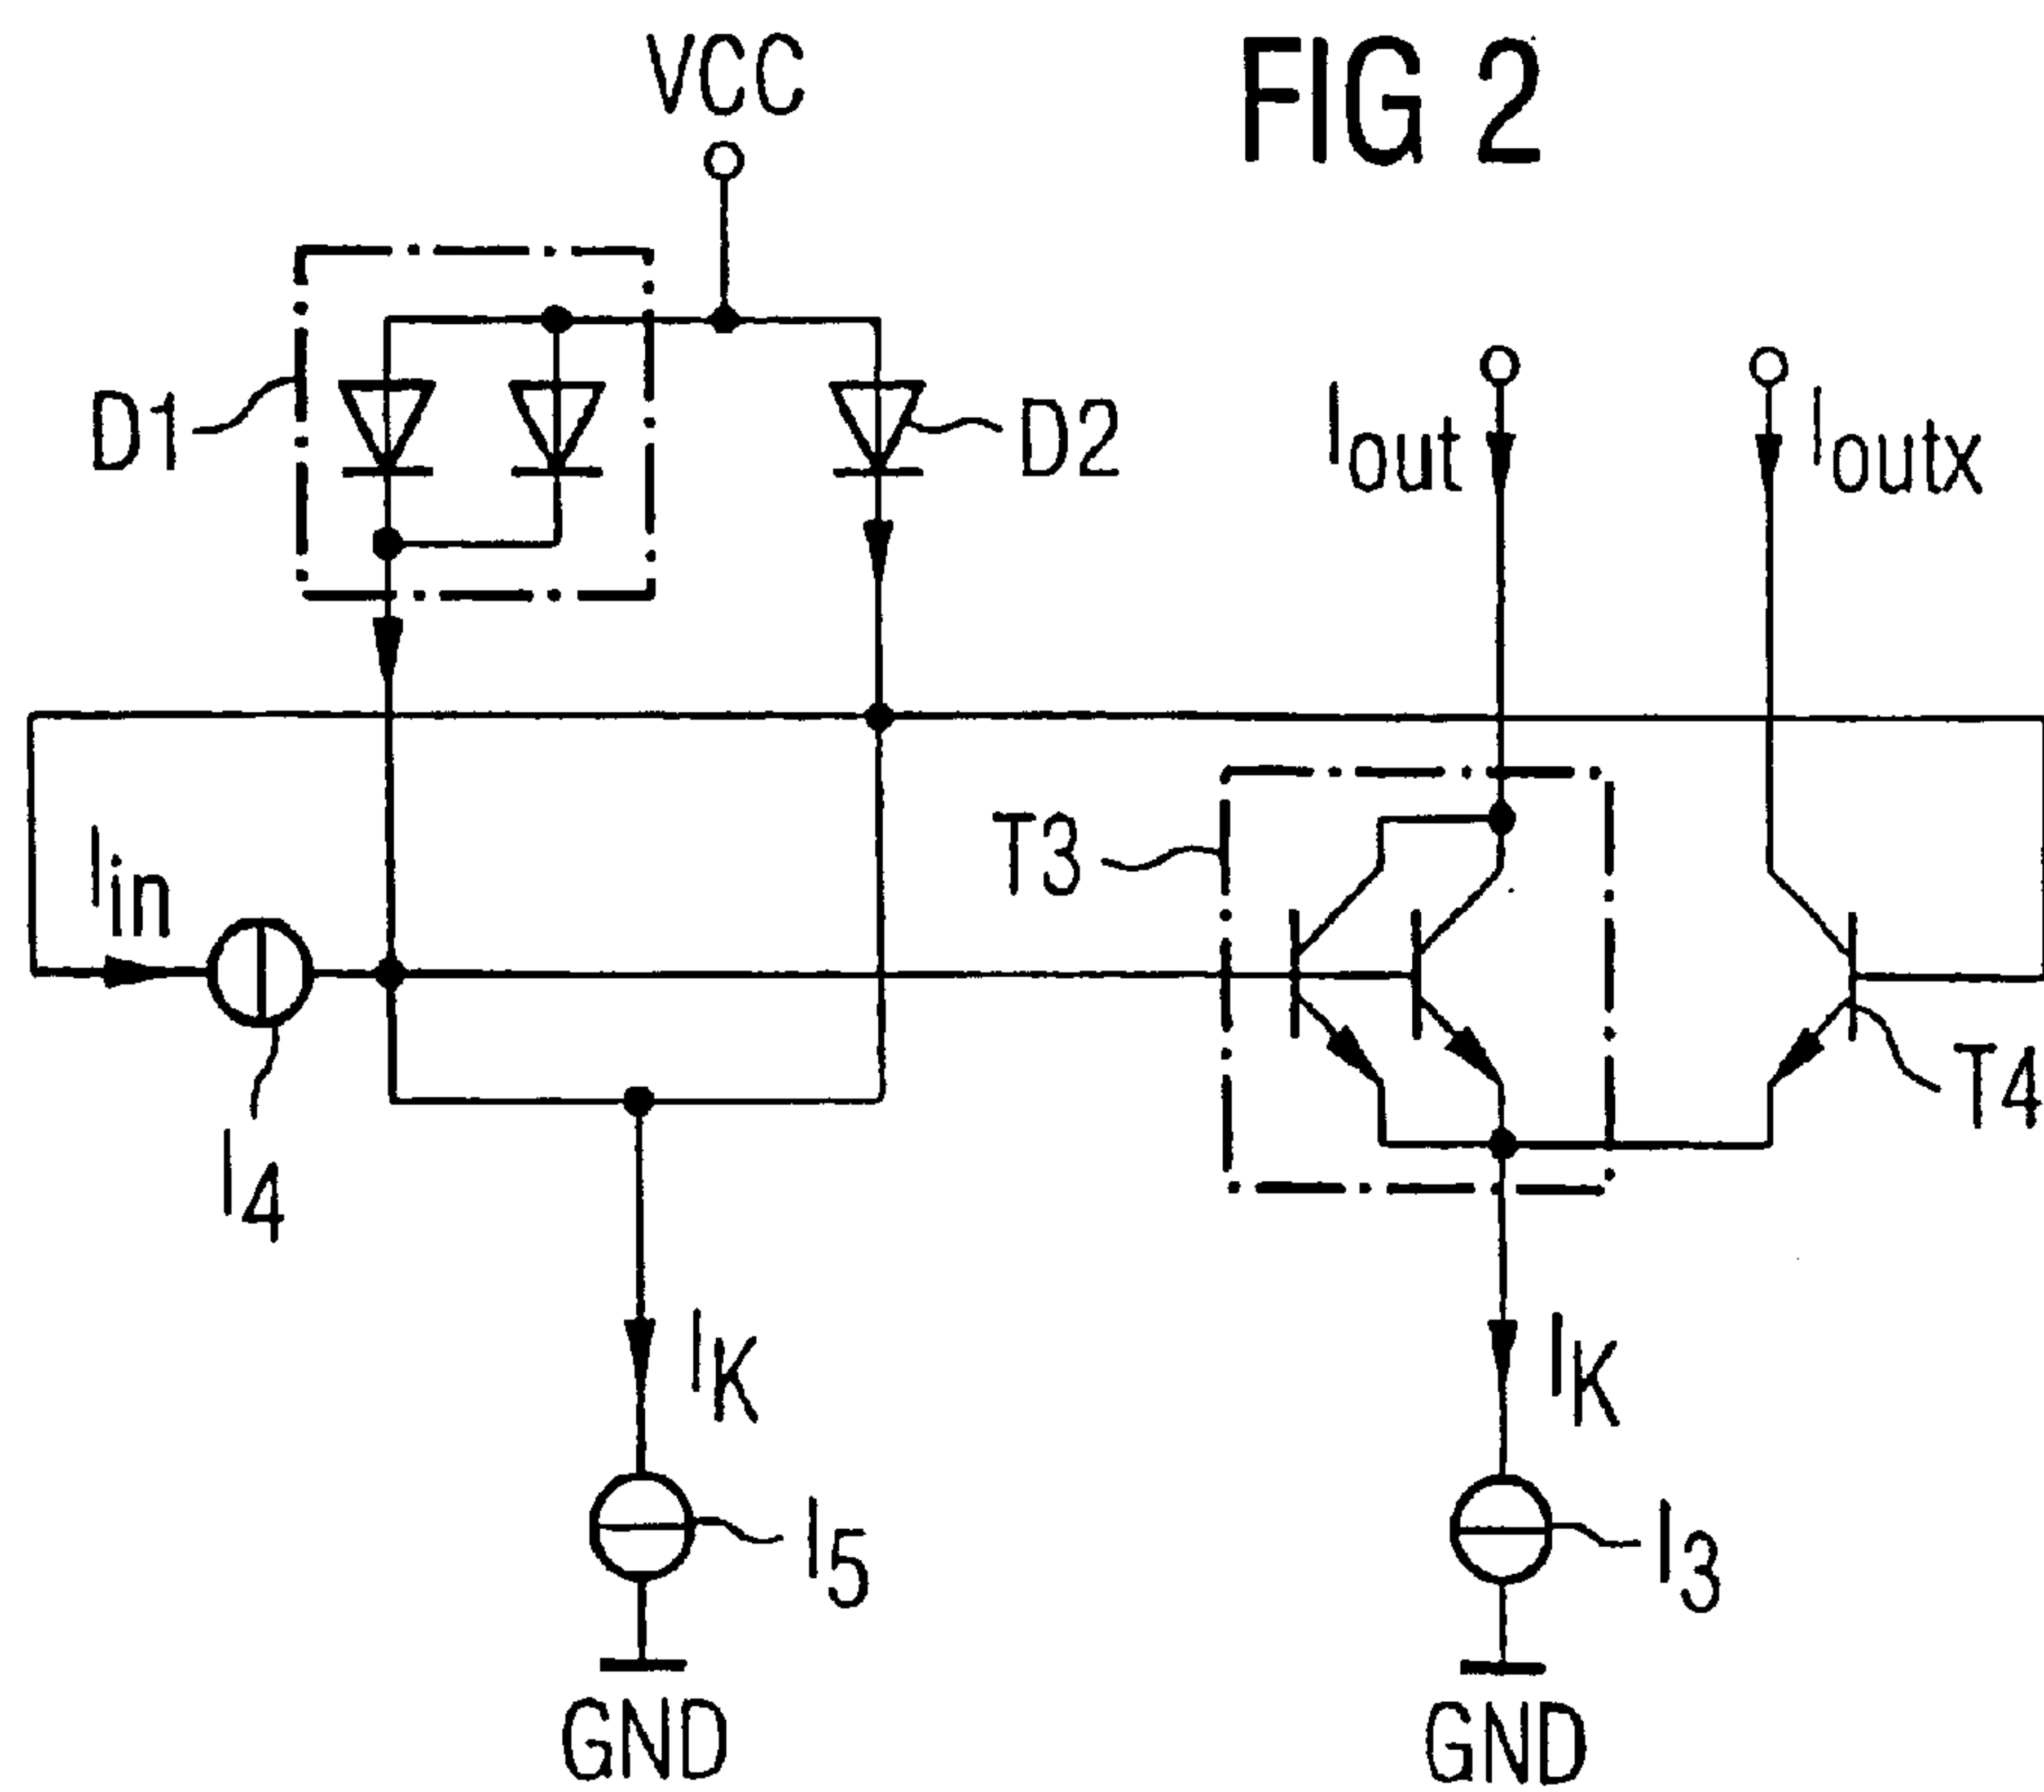 FIG 2
VCC
D1
D2
Iout
Ioutx
T3
Iin
T4
I4
IK
IK
I5
I3
GND
GND